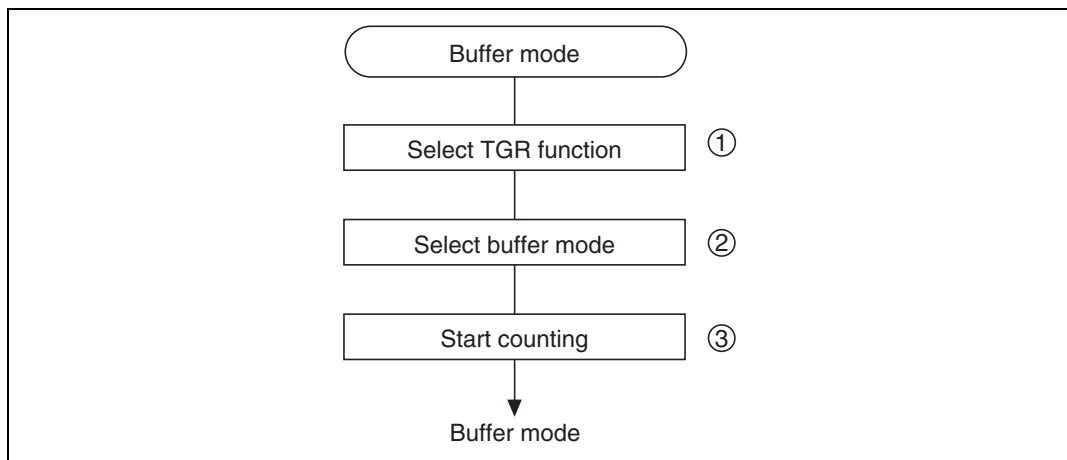 Buffer mode
Select TGR function ①
Select buffer mode ②
Start counting ③
Buffer mode